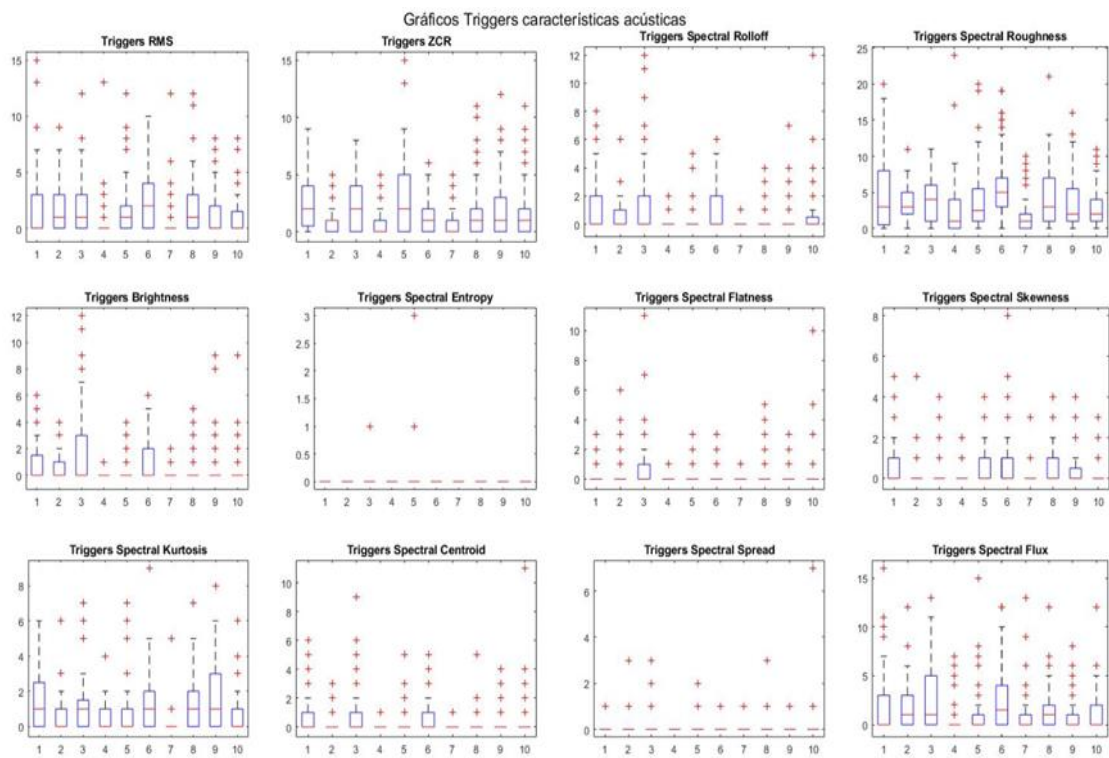 Gráficos Triggers características acústicas
Triggers RMS
15
10
5
0
1 2 3 4 5 6 7 8 9 10
Triggers ZCR
15
10
5
0
1 2 3 4 5 6 7 8 9 10
Triggers Spectral Rolloff
12
10
8
6
4
2
0
1 2 3 4 5 6 7 8 9 10
Triggers Spectral Roughness
25
20
15
10
5
0
1 2 3 4 5 6 7 8 9 10
Triggers Brightness
12
10
8
6
4
2
0
1 2 3 4 5 6 7 8 9 10
Triggers Spectral Entropy
3
2.5
2
1.5
1
0.5
0
1 2 3 4 5 6 7 8 9 10
Triggers Spectral Flatness
10
8
6
4
2
0
1 2 3 4 5 6 7 8 9 10
Triggers Spectral Skewness
8
6
4
2
0
1 2 3 4 5 6 7 8 9 10
Triggers Spectral Kurtosis
8
6
4
2
0
1 2 3 4 5 6 7 8 9 10
Triggers Spectral Centroid
10
8
6
4
2
0
1 2 3 4 5 6 7 8 9 10
Triggers Spectral Spread
6
4
2
0
1 2 3 4 5 6 7 8 9 10
Triggers Spectral Flux
15
10
5
0
1 2 3 4 5 6 7 8 9 10